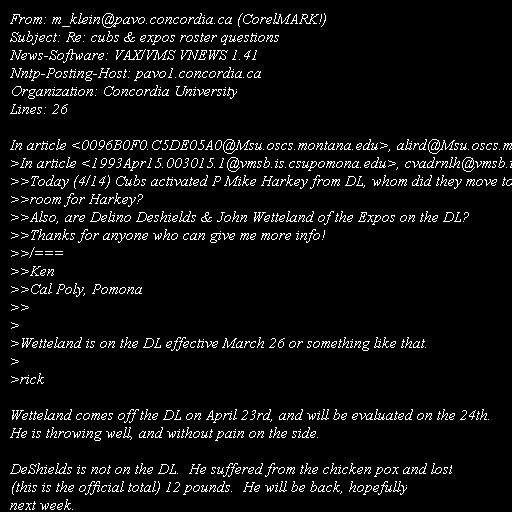 From: m_klein@pavo.concordia.ca (CorelMARK!)
Subject: Re: cubs & expos roster questions
News-Software: VAX/VMS VNEWS 1.41
Nntp-Posting-Host: pavo1.concordia.ca
Organization: Concordia University
Lines: 26

In article <0096B0F0.C5DE05A0@Msu.oscs.montana.edu>, alird@Msu.oscs.m
>In article <1993Apr15.003015.1@vmsb.is.csupomona.edu>, cvadrnlh@vmsb.i
>>Today (4/14) Cubs activated P Mike Harkey from DL, whom did they move to
>>room for Harkey?
>>Also, are Delino Deshields & John Wetteland of the Expos on the DL?
>>Thanks for anyone who can give me more info!
>>/===
>>Ken
>>Cal Poly, Pomona
>>
>
>Wetteland is on the DL effective March 26 or something like that.
>
>rick

Wetteland comes off the DL on April 23rd, and will be evaluated on the 24th.
He is throwing well, and without pain on the side.

DeShields is not on the DL.  He suffered from the chicken pox and lost
(this is the official total) 12 pounds.  He will be back, hopefully
next week.